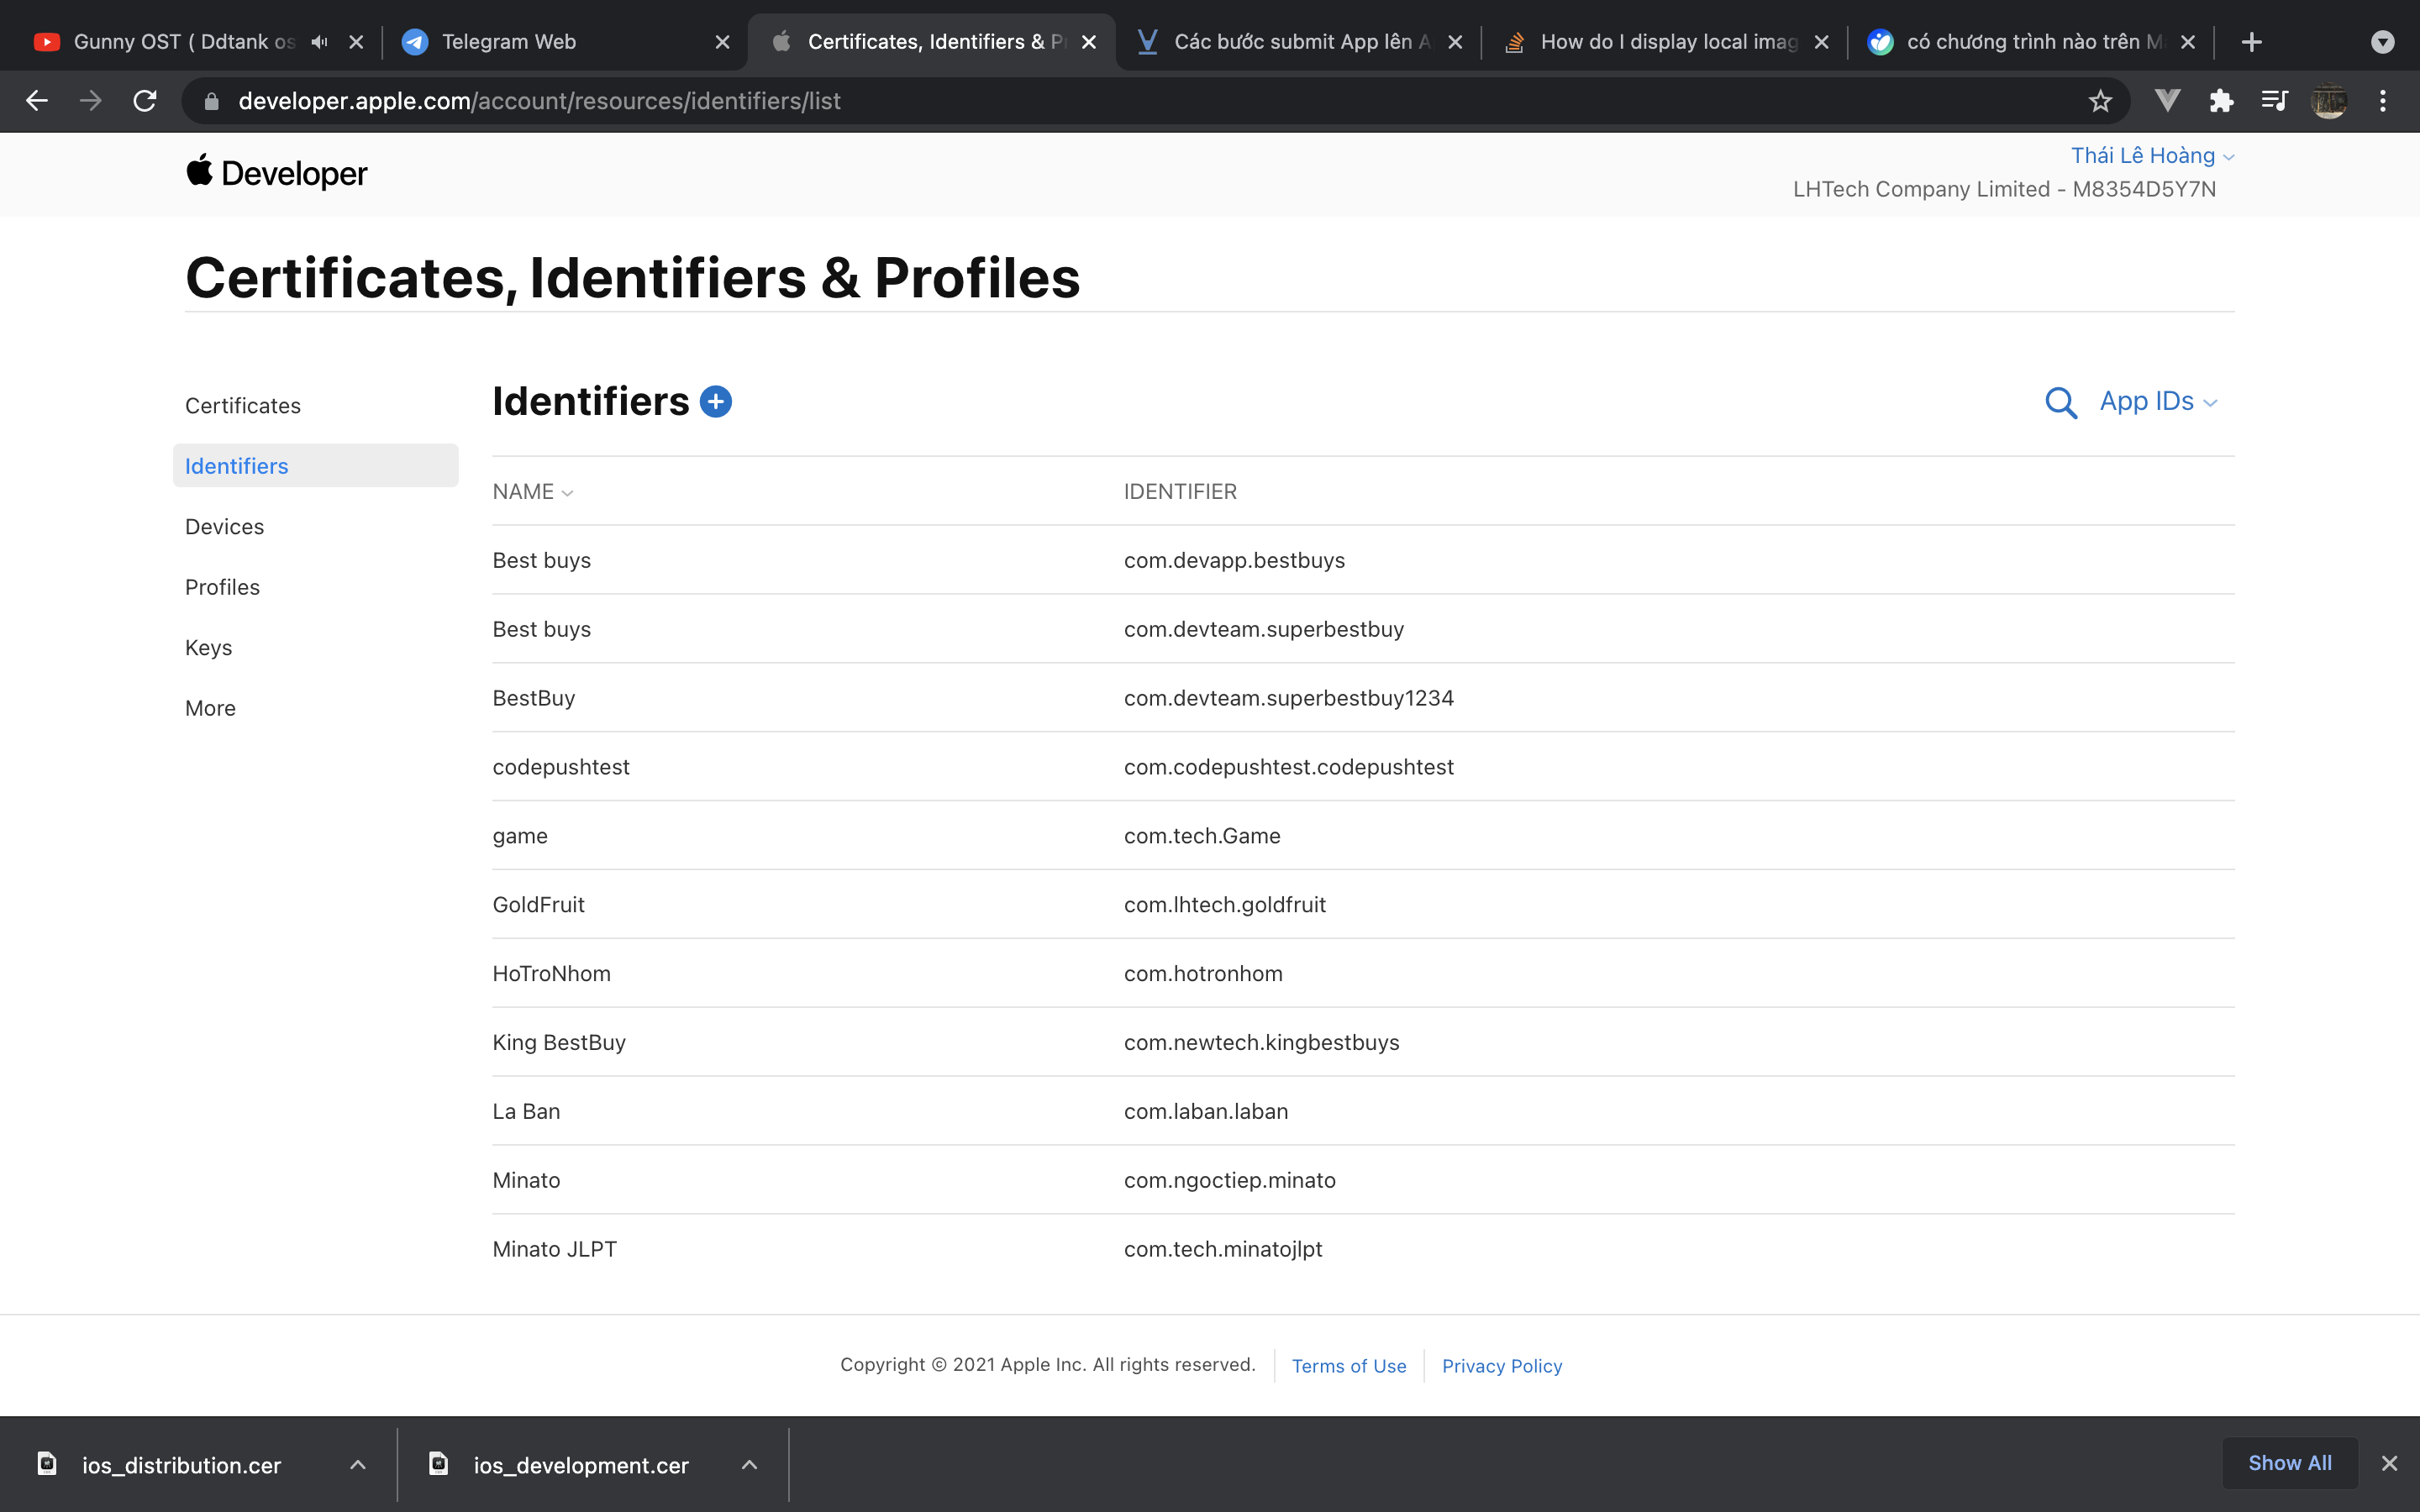 Gunny OST ( Ddtank os
Telegram Web
Certificates, Identifiers & Pr
Các bước submit App lên A
How do I display local imag
có chương trình nào trên M
developer.apple.com/account/resources/identifiers/list
Developer
Thái Lê Hoàng
LHTech Company Limited - M8354D5Y7N
Certificates, Identifiers & Profiles
Certificates
Identifiers
Devices
Profiles
Keys
More
Identifiers
App IDs
NAME IDENTIFIER
Best buys com.devapp.bestbuys
Best buys com.devteam.superbestbuy
BestBuy com.devteam.superbestbuy1234
codepushtest com.codepushtest.codepushtest
game com.tech.Game
GoldFruit com.lhtech.goldfruit
HoTroNhom com.hotronhom
King BestBuy com.newtech.kingbestbuys
La Ban com.laban.laban
Minato com.ngoctiep.minato
Minato JLPT com.tech.minatojlpt
Copyright © 2021 Apple Inc. All rights reserved. Terms of Use Privacy Policy
ios_distribution.cer
ios_development.cer
Show All